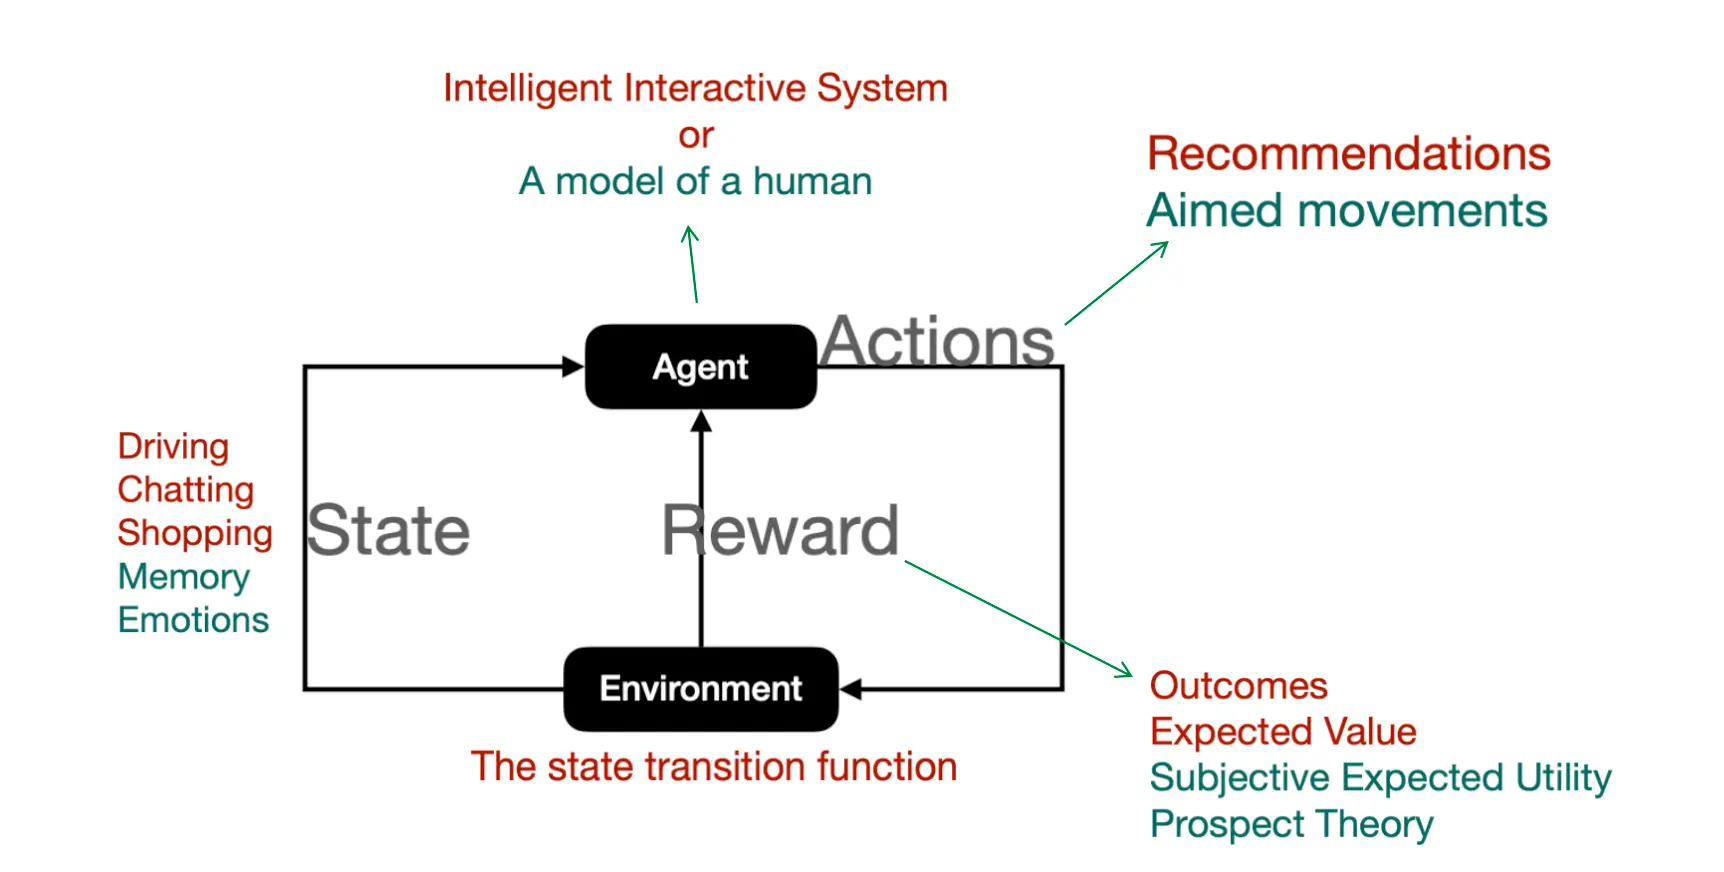 Intelligent Interactive System
or
A model of a human
Recommendations
Aimed movements
Actions
Agent
Driving
Chatting
Shopping
Memory
Emotions
State
Reward
Environment
The state transition function
Outcomes
Expected Value
Subjective Expected Utility
Prospect Theory